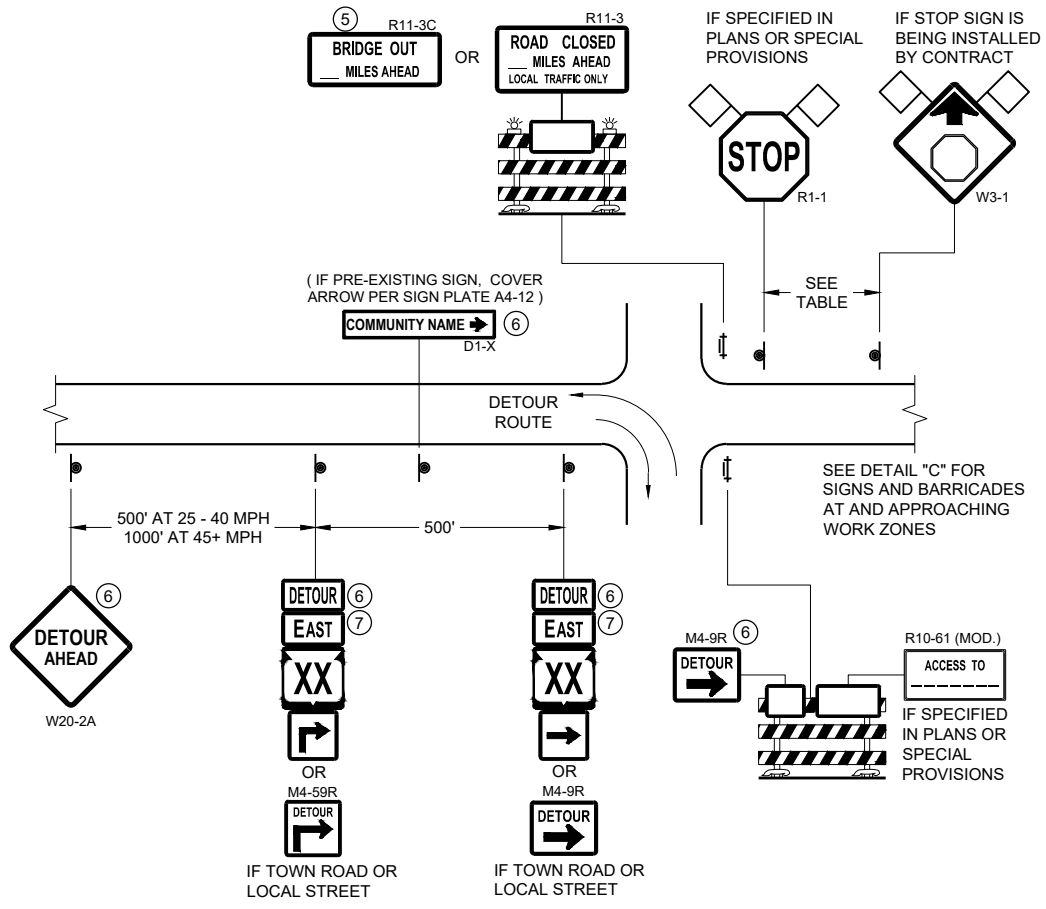 5
R11-3C
BRIDGE OUT
___ MILES AHEAD
OR
R11-3
ROAD CLOSED
___ MILES AHEAD
LOCAL TRAFFIC ONLY
IF SPECIFIED IN
PLANS OR SPECIAL
PROVISIONS
STOP
R1-1
IF STOP SIGN IS
BEING INSTALLED
BY CONTRACT
W3-1
SEE
TABLE
( IF PRE-EXISTING SIGN, COVER
ARROW PER SIGN PLATE A4-12 )
COMMUNITY NAME
6
D1-X
DETOUR
ROUTE
SEE DETAIL "C" FOR
SIGNS AND BARRICADES
AT AND APPROACHING
WORK ZONES
500' AT 25 - 40 MPH
1000' AT 45+ MPH
500'
6
DETOUR
AHEAD
W20-2A
DETOUR
6
EAST
7
XX
OR
M4-59R
DETOUR
IF TOWN ROAD OR
LOCAL STREET
DETOUR
6
EAST
7
XX
OR
M4-9R
DETOUR
IF TOWN ROAD OR
LOCAL STREET
M4-9R
6
DETOUR
R10-61 (MOD.)
ACCESS TO
_______
IF SPECIFIED
IN PLANS OR
SPECIAL
PROVISIONS